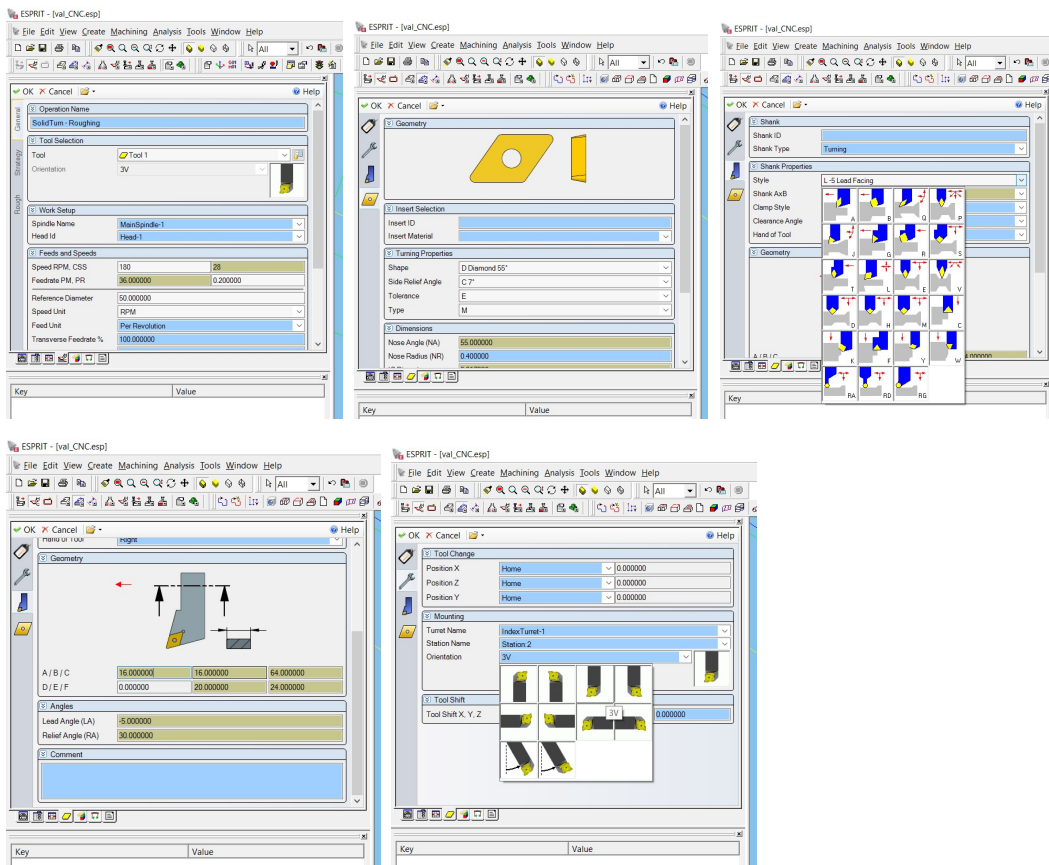 ESPRIT - [val_CNC.esp]
File Edit View Create Machining Analysis Tools Window Help
All
OK Cancel Help
General
Strategy
Rough
Operation Name
SolidTurn - Roughing
Tool Selection
Tool Tool 1
Orientation 3V
Work Setup
Spindle Name MainSpindle-1
Head Id Head-1
Feeds and Speeds
Speed RPM, CSS 180 28
Feedrate PM, PR 36.000000 0.200000
Reference Diameter 50.000000
Speed Unit RPM
Feed Unit Per Revolution
Transverse Feedrate % 100.000000
Key Value
ESPRIT - [val_CNC.esp]
File Edit View Create Machining Analysis Tools Window Help
All
OK Cancel Help
Geometry
Insert Selection
Insert ID
Insert Material
Turning Properties
Shape D Diamond 55°
Side Relief Angle C 7°
Tolerance E
Type M
Dimensions
Nose Angle (NA) 55.000000
Nose Radius (NR) 0.400000
Key Value
ESPRIT - [val_CNC.esp]
File Edit View Create Machining Analysis Tools Window Help
All
OK Cancel Help
Shank
Shank ID
Shank Type Turning
Shank Properties
Style L -5 Lead Facing
Shank AxB
Clamp Style
Clearance Angle
Hand of Tool
Geometry
A B Q P
J G R S
T L E V
D H M C
K F Y W
RA RD RG
A / B / C
Key
ESPRIT - [val_CNC.esp]
File Edit View Create Machining Analysis Tools Window Help
All
OK Cancel Help
Hand of Tool Right
Geometry
A / B / C 16.000000 16.000000 64.000000
D / E / F 0.000000 20.000000 24.000000
Angles
Lead Angle (LA) -5.000000
Relief Angle (RA) 30.000000
Comment
Key Value
ESPRIT - [val_CNC.esp]
File Edit View Create Machining Analysis Tools Window Help
All
OK Cancel Help
Tool Change
Position X Home 0.000000
Position Z Home 0.000000
Position Y Home 0.000000
Mounting
Turret Name IndexTurret-1
Station Name Station:2
Orientation 3V
3V
Tool Shift
Tool Shift X, Y, Z 0.000000
Key Value